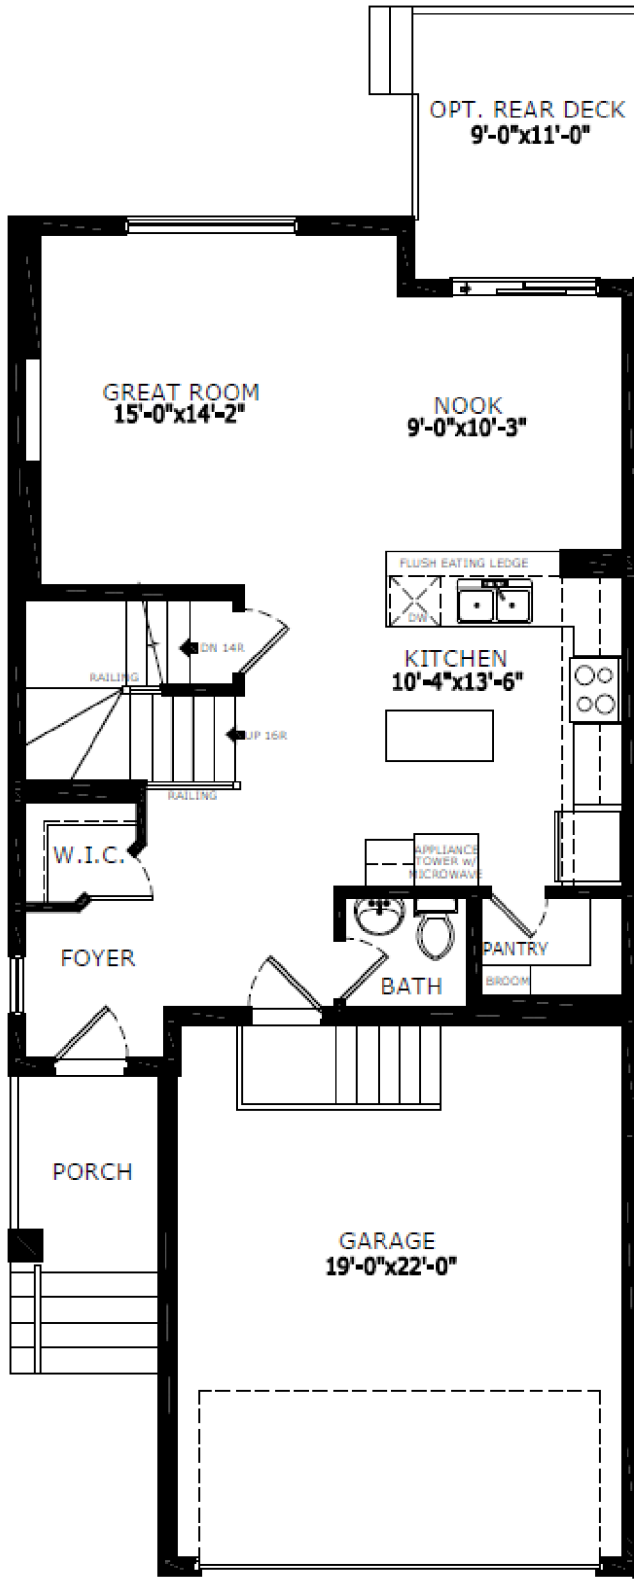 OPT. REAR DECK
9'-0"x11'-0"
GREAT ROOM
15'-0"x14'-2"
NOOK
9'-0"x10'-3"
FLUSH EATING LEDGE
DW
DN 14R
KITCHEN
10'-4"x13'-6"
RAILING
UP 16R
RAILING
W.I.C.
APPLIANCE
TOWER w/
MICROWAVE
FOYER
PANTRY
BATH
BROOM
PORCH
GARAGE
19'-0"x22'-0"